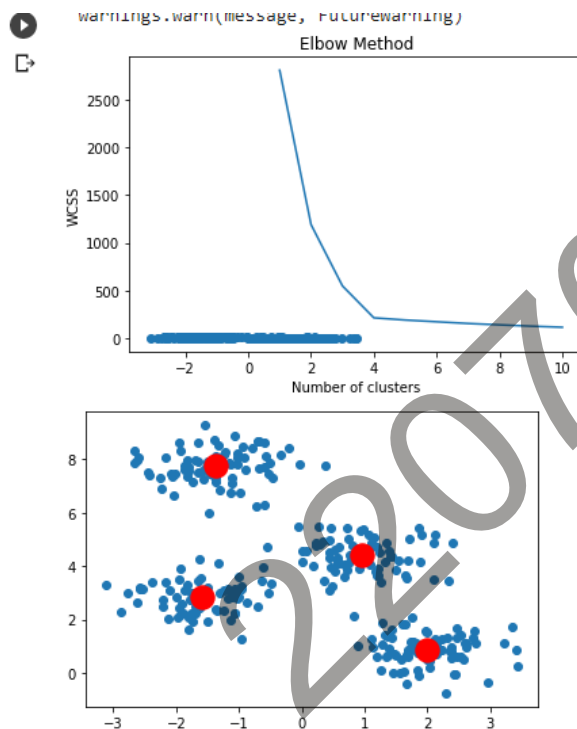 warnings.warn(message, FutureWarning)
Elbow Method
2500
2000
1500
1000
500
0
WCSS
−2 0 2 4 6 8 10
Number of clusters
8
6
4
2
0
−3 −2 −1 0 1 2 3